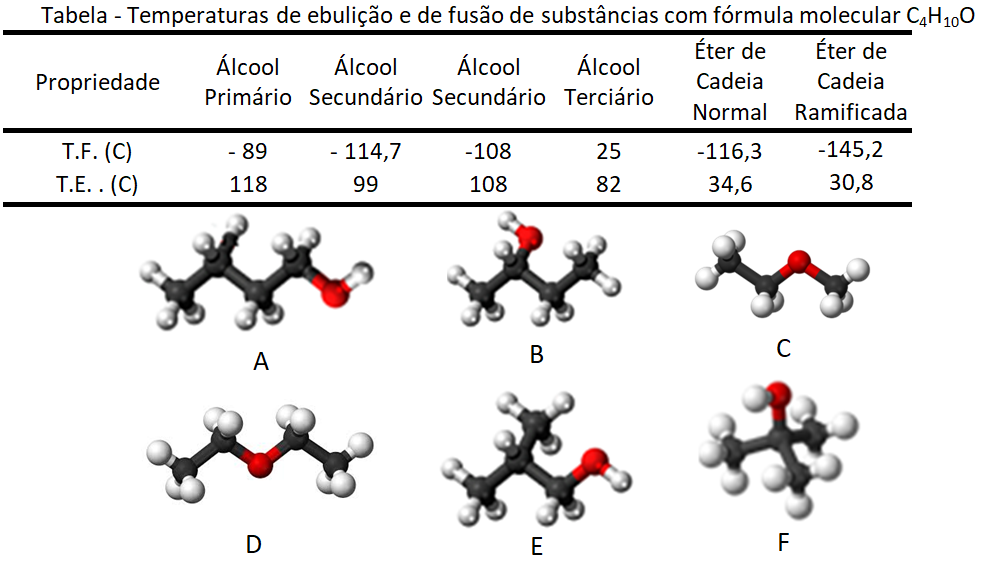 Tabela - Temperaturas de ebulição e de fusão de substâncias com fórmula molecular C₄H₁₀O
Propriedade Álcool Primário Álcool Secundário Álcool Secundário Álcool Terciário Éter de Cadeia Normal Éter de Cadeia Ramificada
T.F. (C) - 89 - 114,7 -108 25 -116,3 -145,2
T.E. . (C) 118 99 108 82 34,6 30,8
A
B
C
D
E
F